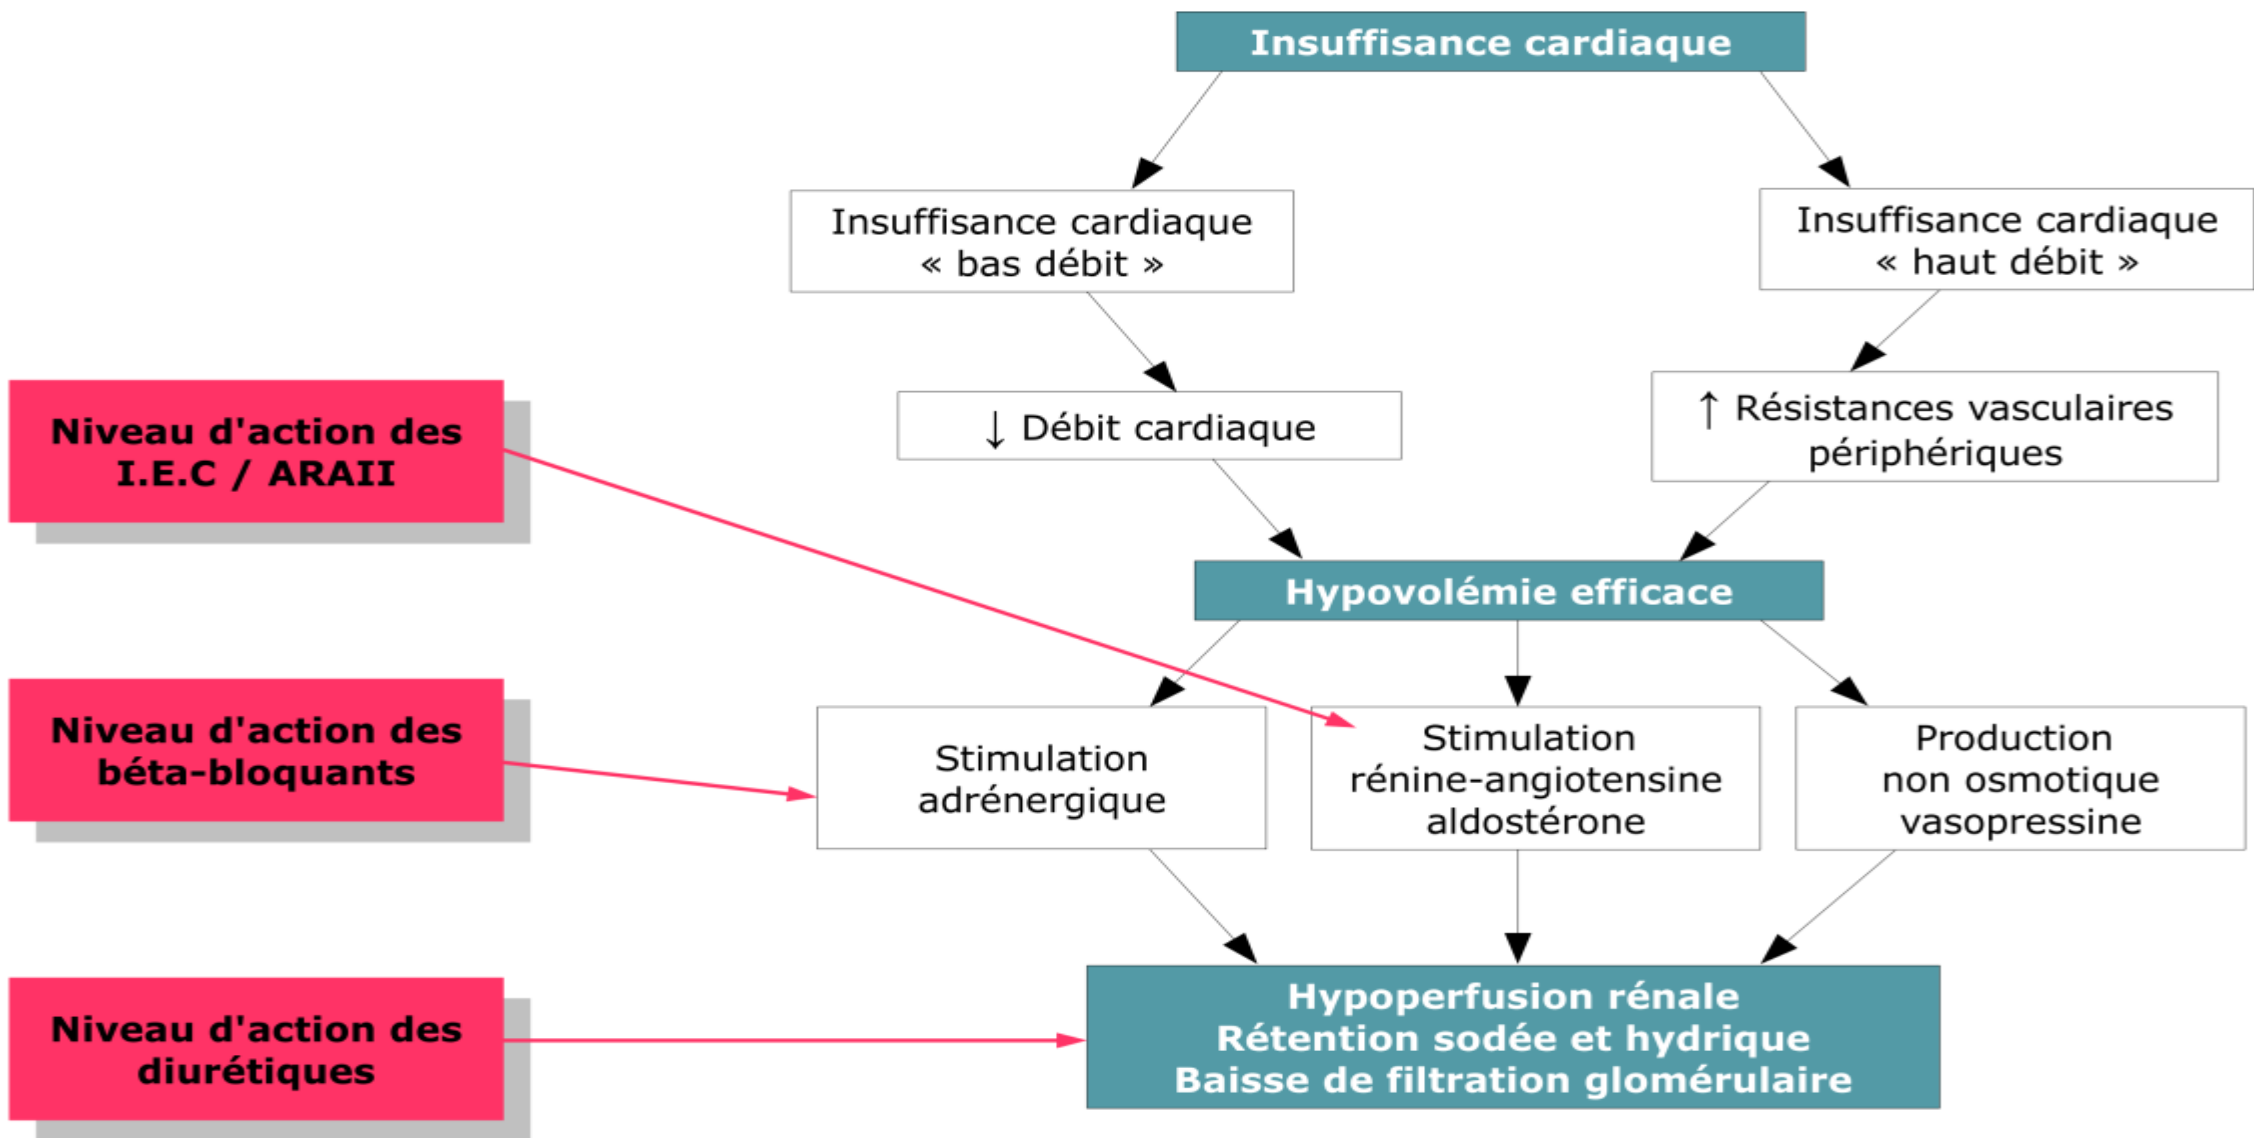 Insuffisance cardiaque
Insuffisance cardiaque
« bas débit »
Insuffisance cardiaque
« haut débit »
Niveau d'action des
I.E.C / ARAII
↓ Débit cardiaque
↑ Résistances vasculaires
périphériques
Hypovolémie efficace
Niveau d'action des
béta-bloquants
Stimulation
adrénergique
Stimulation
rénine-angiotensine
aldostérone
Production
non osmotique
vasopressine
Niveau d'action des
diurétiques
Hypoperfusion rénale
Rétention sodée et hydrique
Baisse de filtration glomérulaire